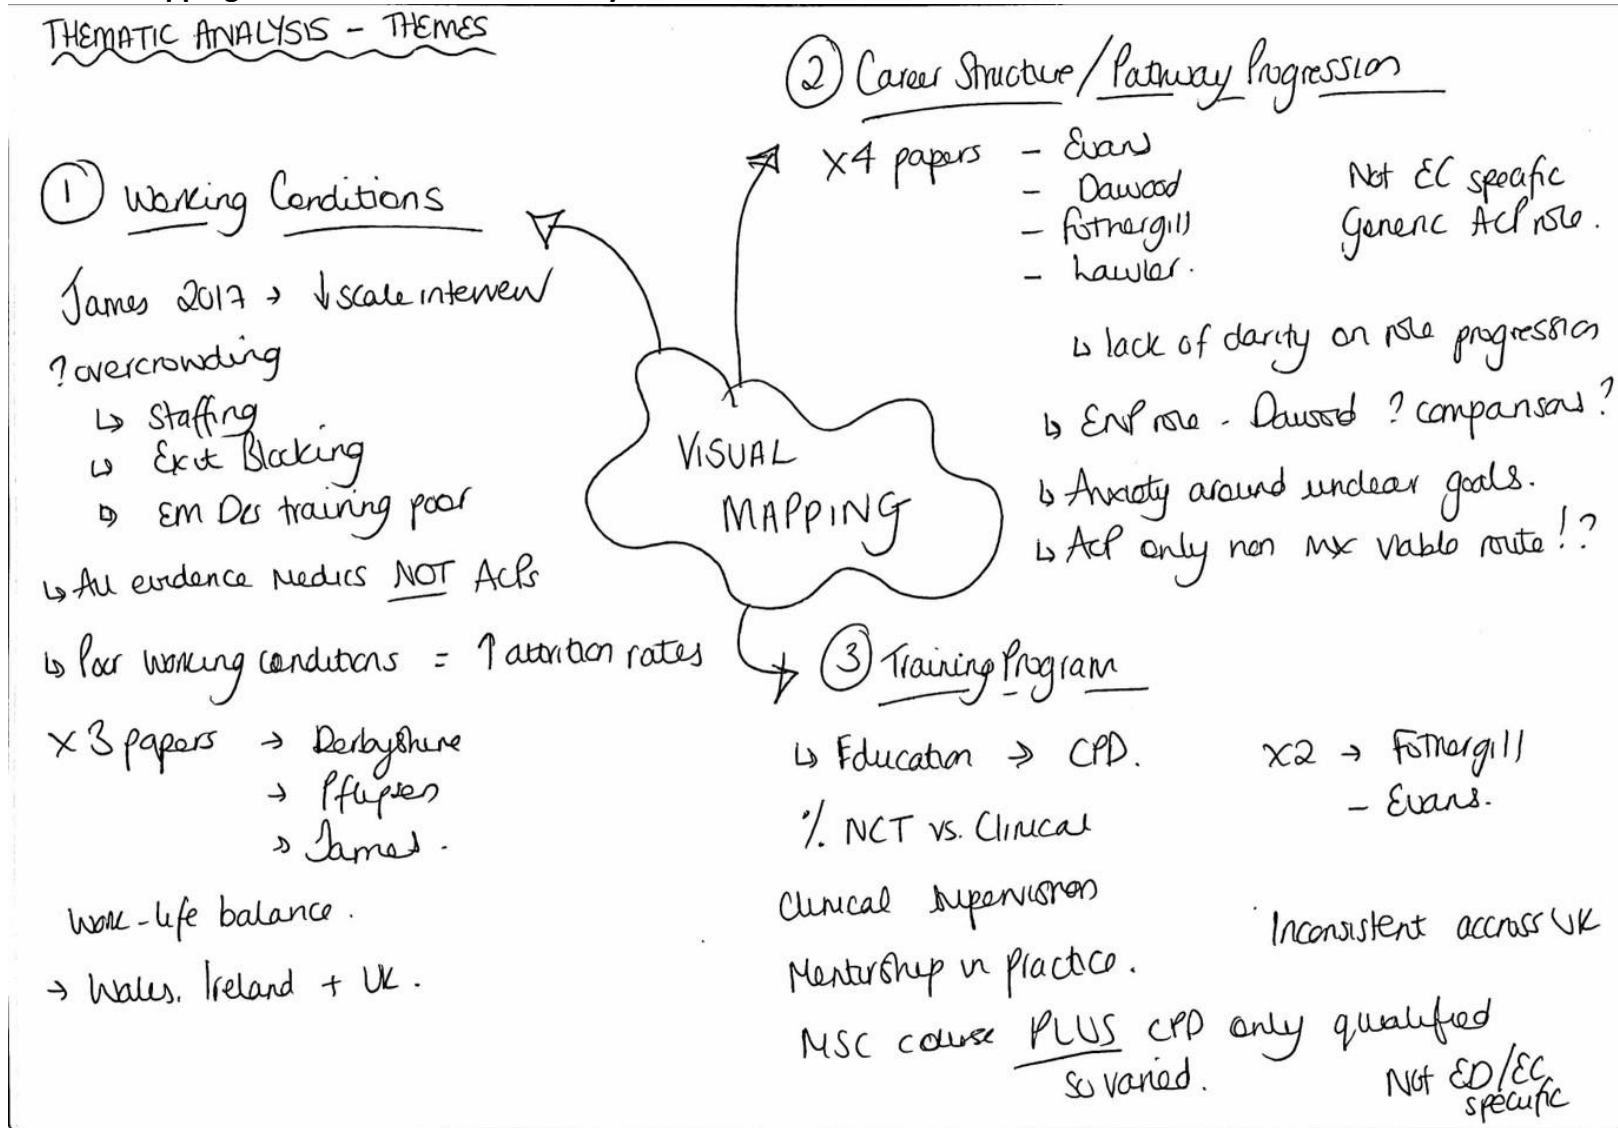 THEMATIC ANALYSIS - THEMES
① Working Conditions
James 2017 → ↓ scale interview
? overcrowding
↳ Staffing
↳ Exit Blocking
↳ EM Drs training poor
↳ All evidence medics NOT ACPs
↳ Poor working conditions = ↑ attrition rates
x3 papers → Derbyshire
→
→ James.
Work-life balance.
→ Wales, Ireland + UK.
VISUAL
MAPPING
② Career Structure / Pathway Progression
x4 papers - Evans
- Dawood
- Fothergill
- Lawler.
Not EC specific
Generic ACP role.
↳ lack of clarity on role progression
↳ ENP role - Dawood ? comparisons?
↳ Anxiety around unclear goals.
↳ ACP only non mx viable route!?
③ Training Program
↳ Education → CPD.
x2 → Fothergill
- Evans.
% NCT vs. Clinical
Clinical supervision
Mentorship in practice.
Inconsistent accross UK
MSC course PLUS CPD only qualified
so varied.
Not ED/EC
specific